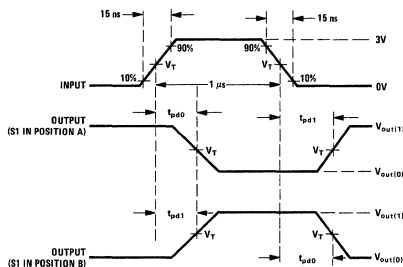 15 ns
15 ns
90%
90%
3V
V_T
V_T
10%
1 μs
10%
INPUT
0V
OUTPUT
(S1 IN POSITION A)
t_pd0
t_pd1
V_out(1)
V_T
V_T
V_out(0)
V_out(1)
t_pd1
V_T
V_T
OUTPUT
(S1 IN POSITION B)
t_pd0
V_out(0)